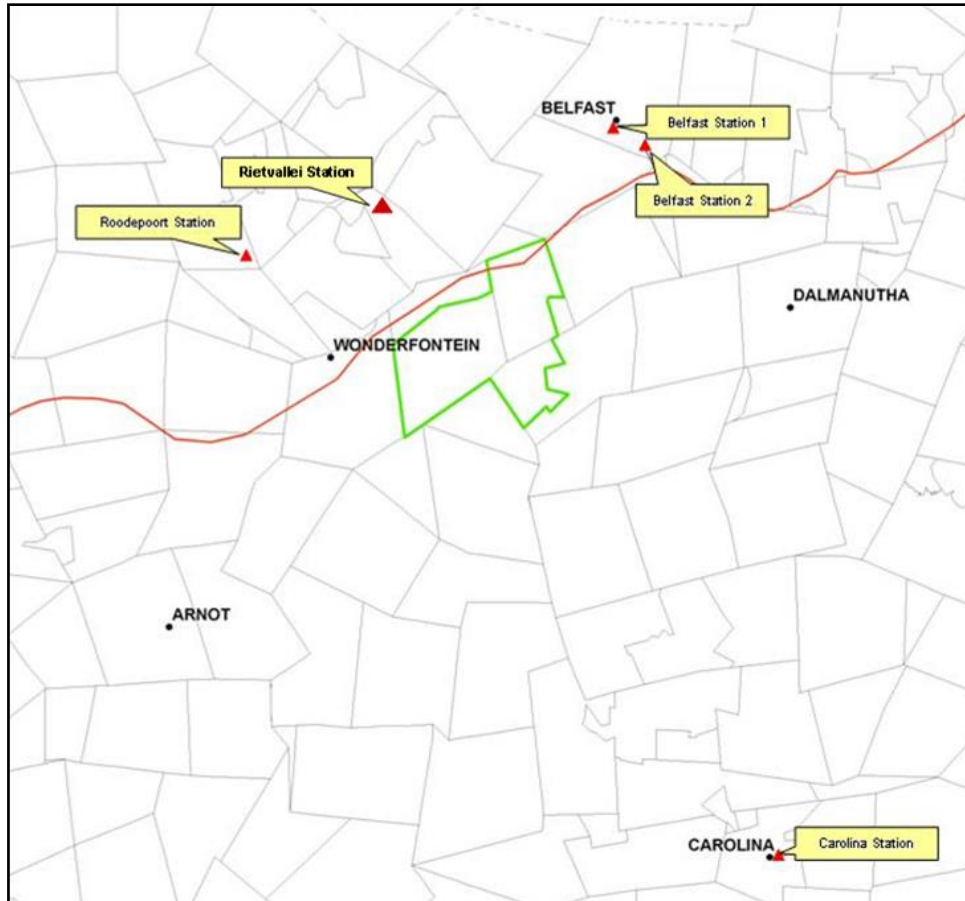 BELFAST
Belfast Station 1
Rietvallei Station
Belfast Station 2
Roodepoort Station
DALMANUTHA
WONDERFONTEIN
ARNOT
CAROLINA
Carolina Station